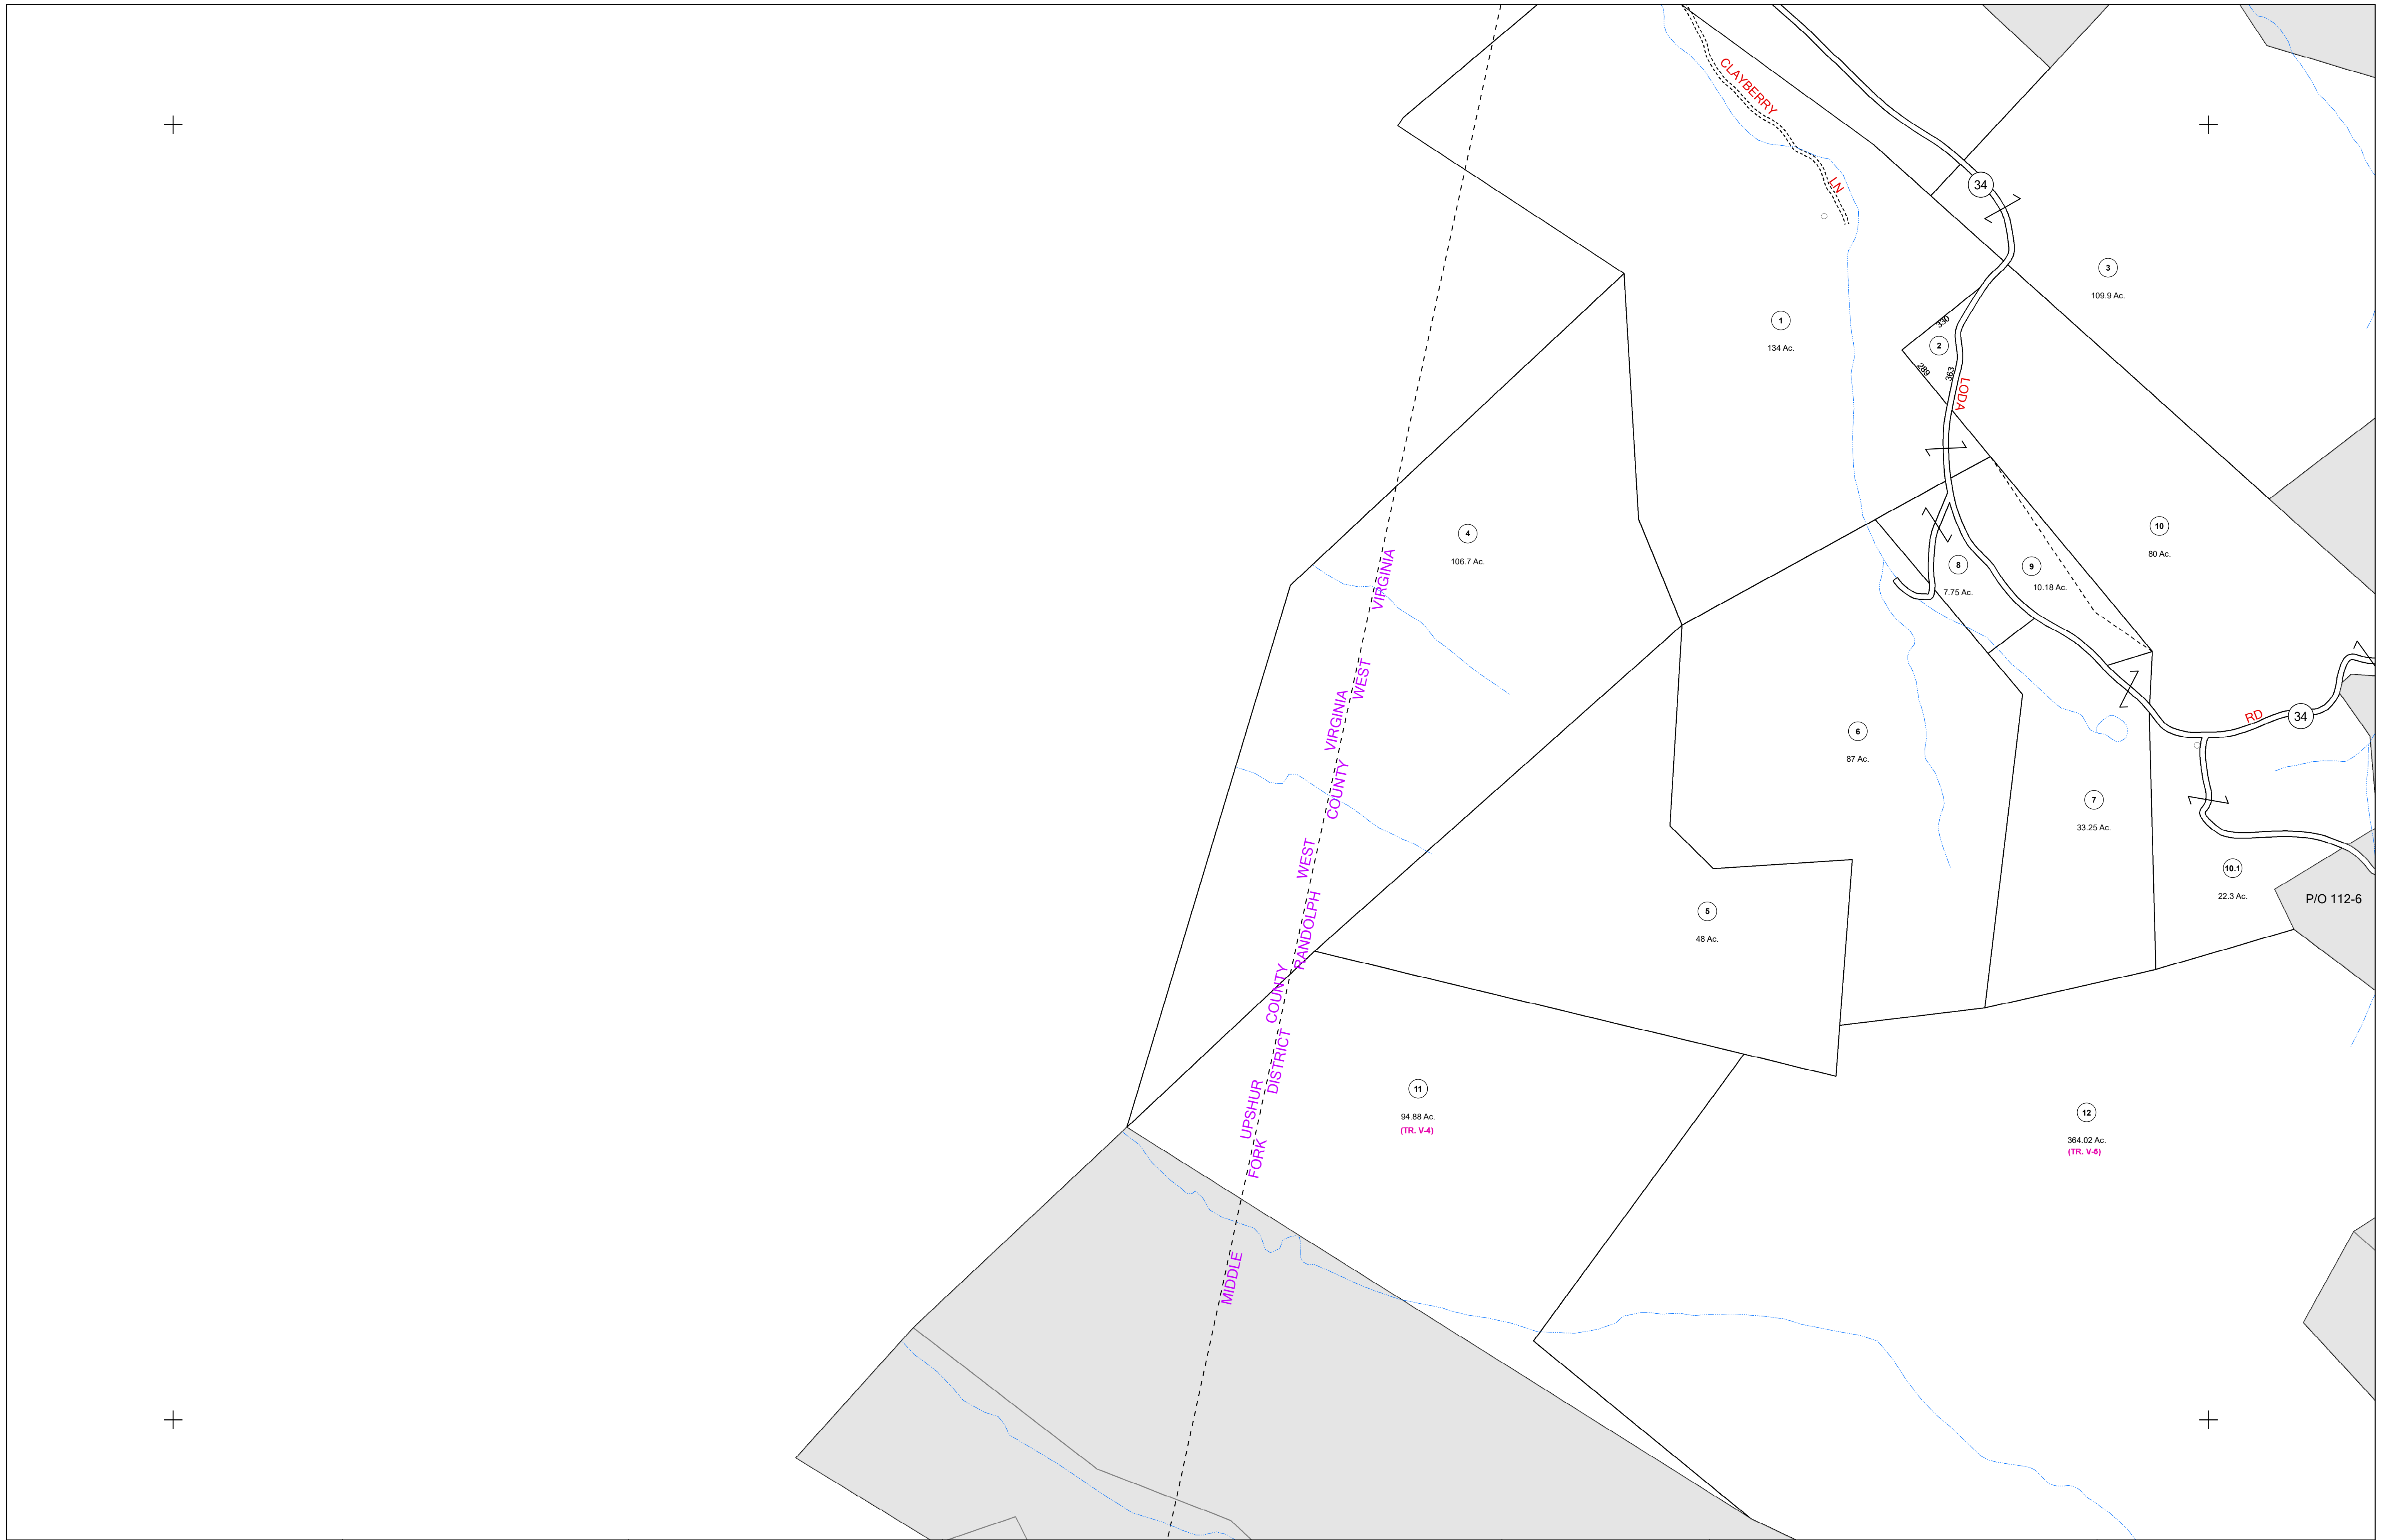 CLAYBERRY
LN
34
3
109.9 Ac.
1
134 Ac.
330
2
289
363
LODA
4
106.7 Ac.
10
80 Ac.
8
7.75 Ac.
9
10.18 Ac.
RD
34
6
87 Ac.
7
33.25 Ac.
10.1
22.3 Ac.
P/O 112-6
5
48 Ac.
11
94.88 Ac.
(TR. V-4)
12
364.02 Ac.
(TR. V-5)
UPSHUR COUNTY WEST VIRGINIA
MIDDLE FORK DISTRICT RANDOLPH COUNTY WEST VIRGINIA